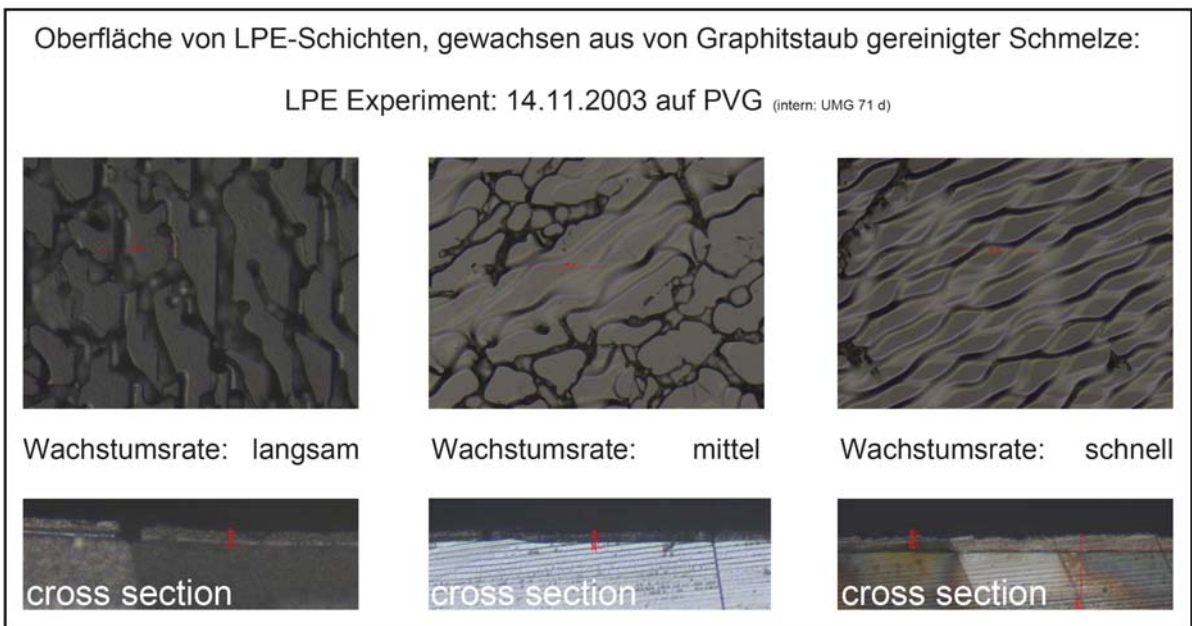 Oberfläche von LPE-Schichten, gewachsen aus von Graphitstaub gereinigter Schmelze:
LPE Experiment: 14.11.2003 auf PVG (intern: UMG 71 d)
Wachstumsrate: langsam
Wachstumsrate: mittel
Wachstumsrate: schnell
cross section
cross section
cross section